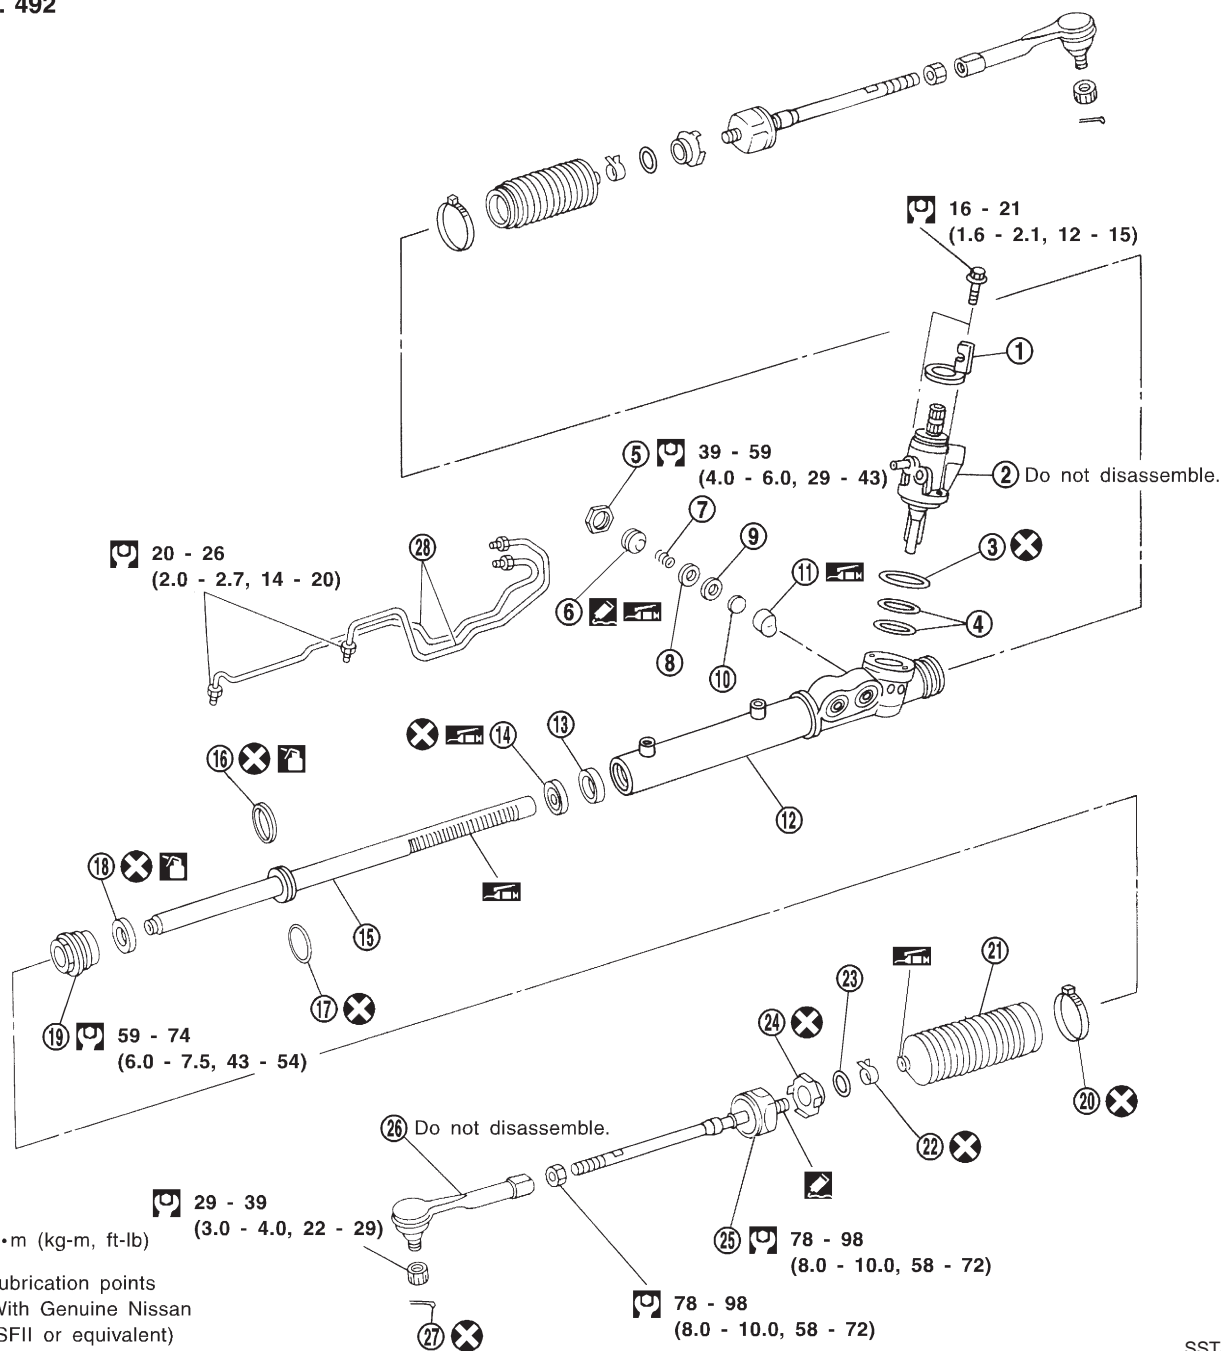 492
16 - 21
(1.6 - 2.1, 12 - 15)
1
5
39 - 59
(4.0 - 6.0, 29 - 43)
2 Do not disassemble.
7
20 - 26
(2.0 - 2.7, 14 - 20)
28
9
3
11
6
4
8
10
16
14
13
12
18
15
21
17
23
19
59 - 74
(6.0 - 7.5, 43 - 54)
24
20
26 Do not disassemble.
22
29 - 39
(3.0 - 4.0, 22 - 29)
•m (kg-m, ft-lb)
25
78 - 98
(8.0 - 10.0, 58 - 72)
ubrication points
With Genuine Nissan
SFII or equivalent)
78 - 98
(8.0 - 10.0, 58 - 72)
27
SST